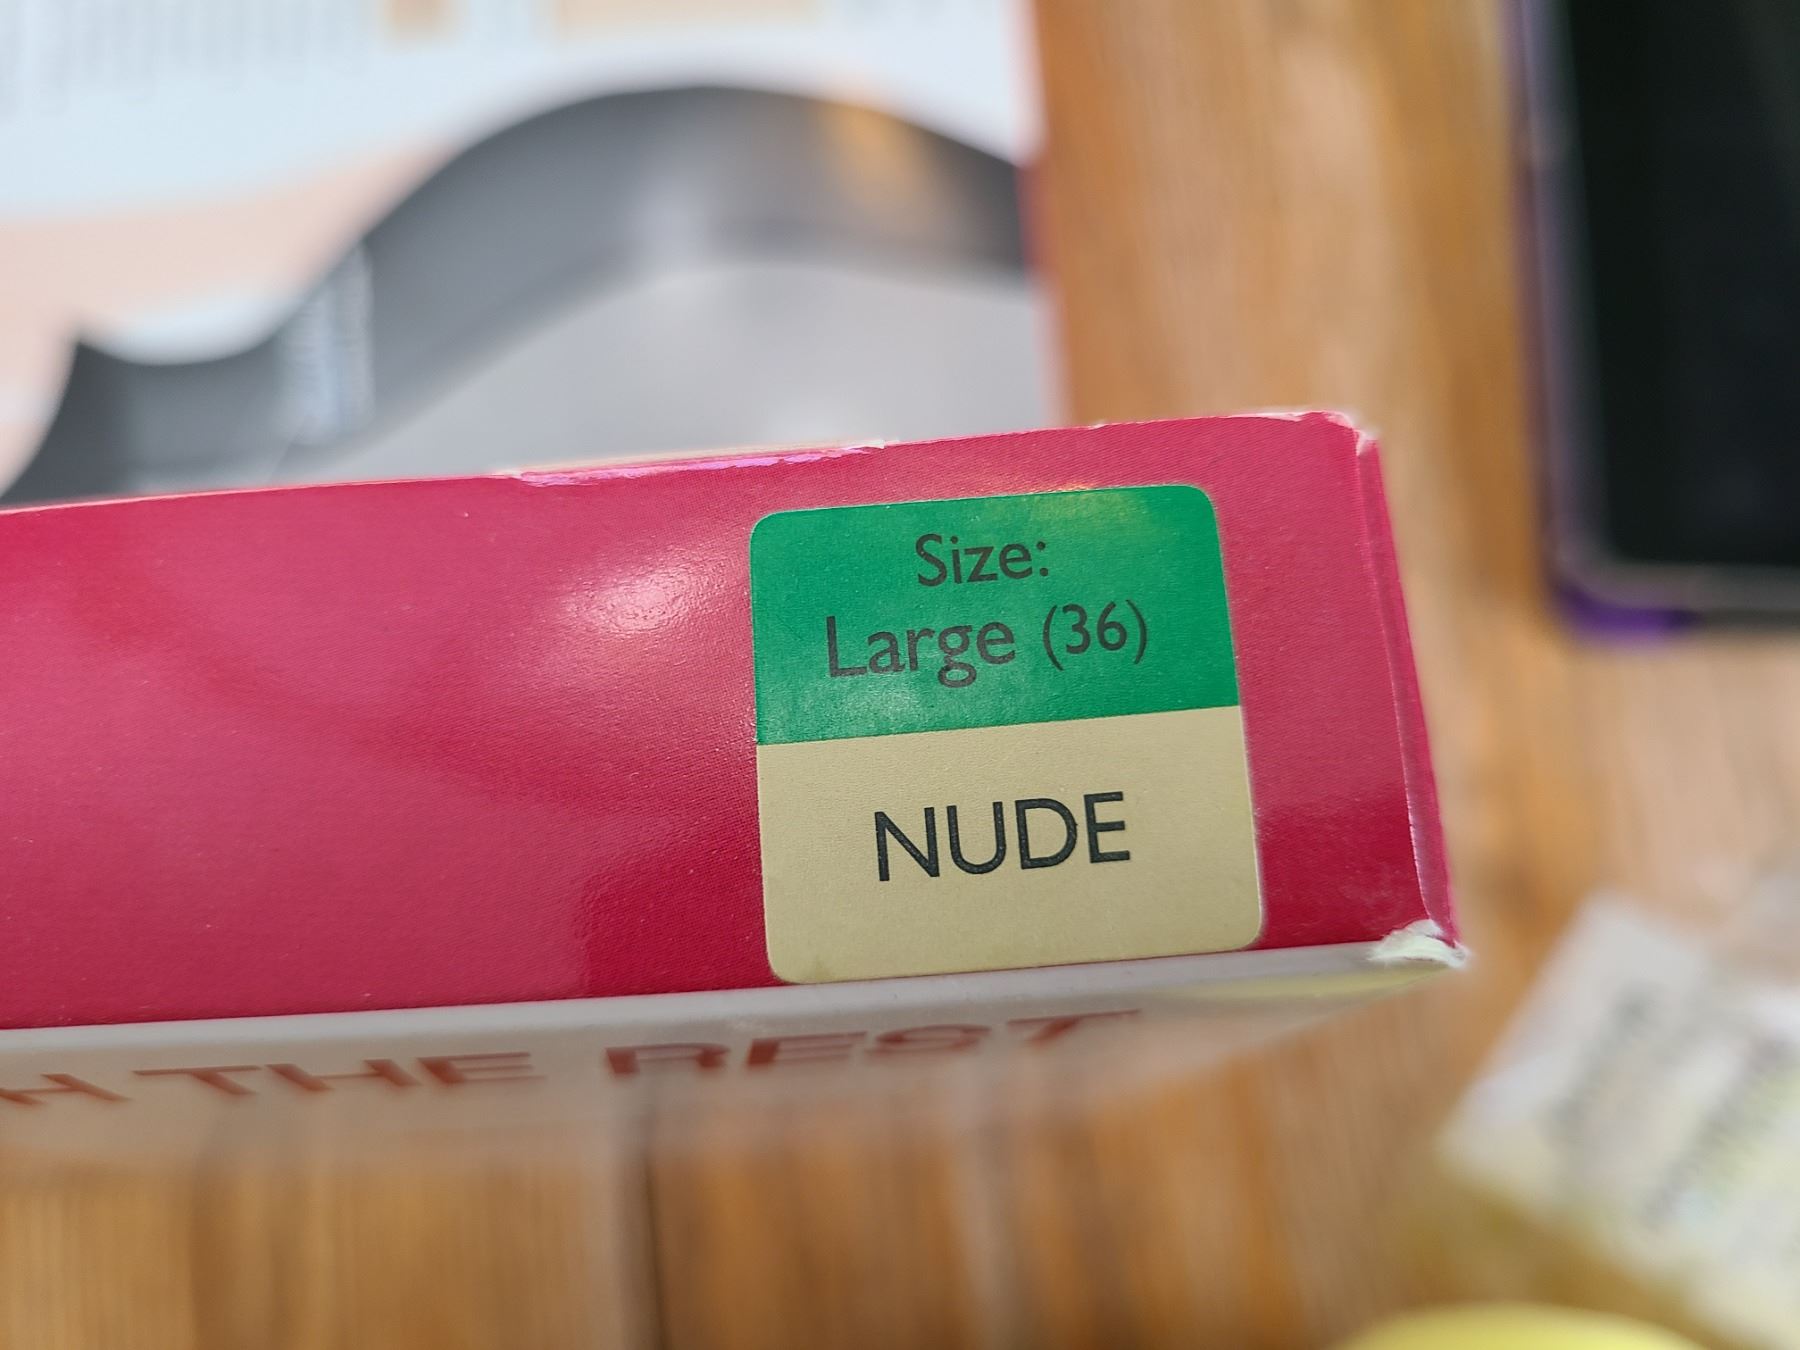 Size:
Large (36)
NUDE
H THE REST